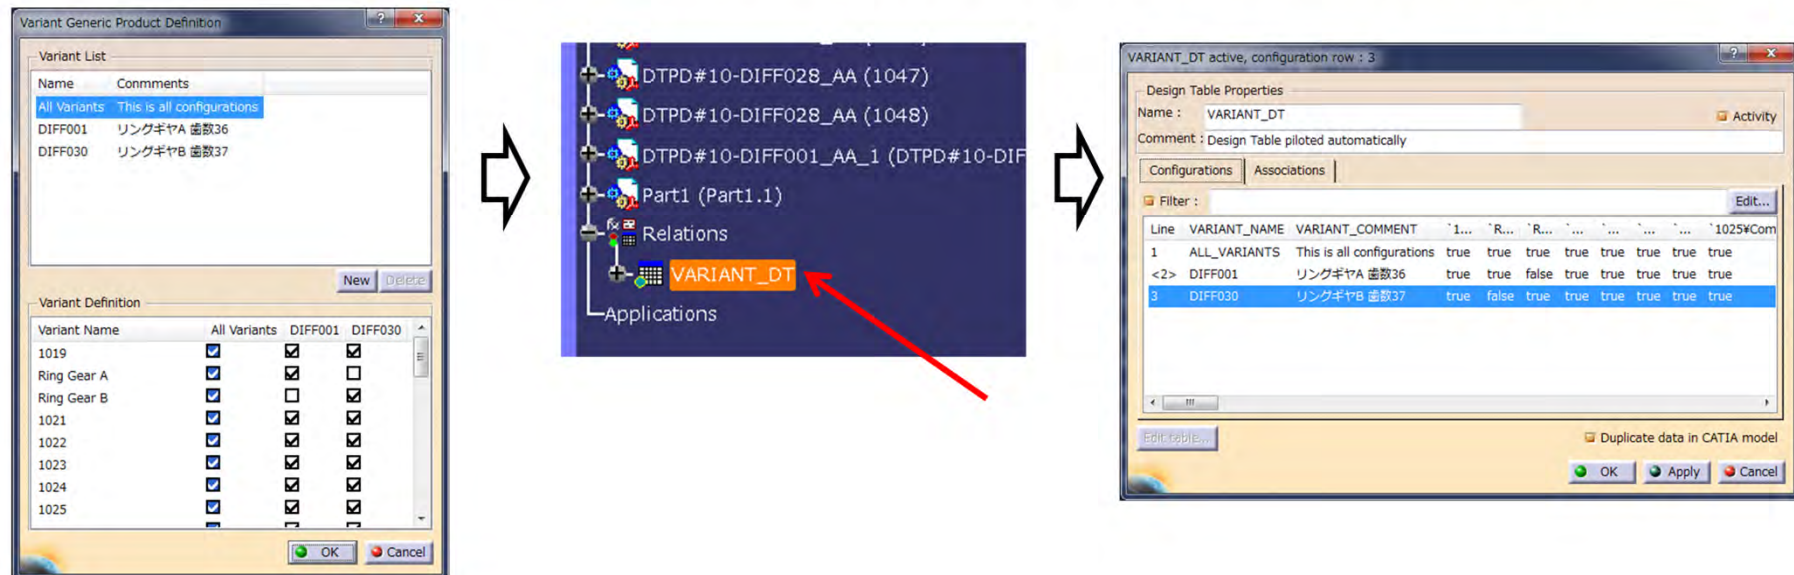 Variant Generic Product Definition
Variant List
Name Commments
All Variants This is all configurations
DIFF001 リングギヤA 歯数36
DIFF030 リングギヤB 歯数37
New Delete
Variant Definition
Variant Name All Variants DIFF001 DIFF030
1019
Ring Gear A
Ring Gear B
1021
1022
1023
1024
1025
OK Cancel
DTPD#10-DIFF028_AA (1047)
DTPD#10-DIFF028_AA (1048)
DTPD#10-DIFF001_AA_1 (DTPD#10-DIF
Part1 (Part1.1)
Relations
VARIANT_DT
Applications
VARIANT_DT active, configuration row : 3
Design Table Properties
Name : VARIANT_DT Activity
Comment : Design Table piloted automatically
Configurations Associations
Filter : Edit...
Line VARIANT_NAME VARIANT_COMMENT `1... `R... `R... `... `... `... `... `1025¥Com
1 ALL_VARIANTS This is all configurations true true true true true true true
<2> DIFF001 リングギヤA 歯数36 true true false true true true true
3 DIFF030 リングギヤB 歯数37 true false true true true true true
Edit table... Duplicate data in CATIA model
OK Apply Cancel